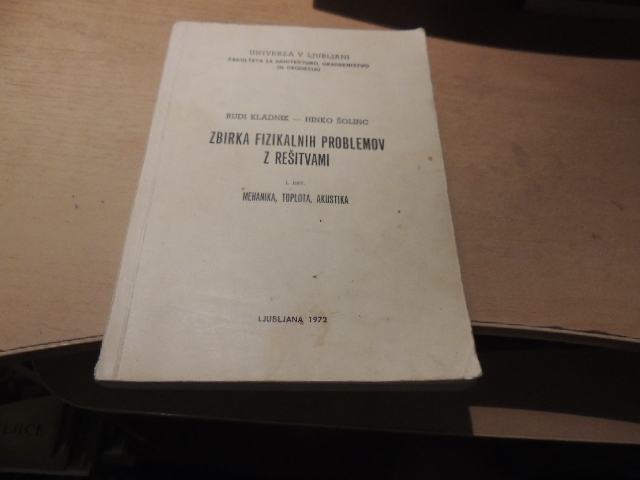 UNIVERZA V LJUBLJANI
FAKULTETA ZA ARHITEKTURO, GRADBENIŠTVO
IN GEODEZIJO
RUDI KLADNIK — HINKO ŠOLINC
ZBIRKA FIZIKALNIH PROBLEMOV
Z REŠITVAMI
I. DEL
MEHANIKA, TOPLOTA, AKUSTIKA
LJUBLJANA 1972